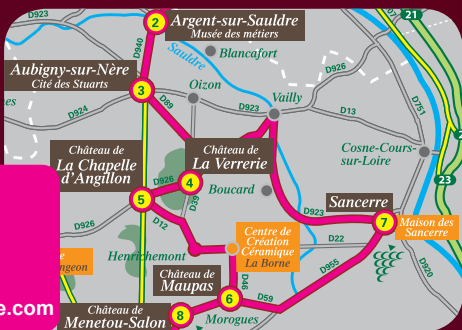 D923
2
Argent-sur-Sauldre
Musée des métiers
21
D940
Sauldre
Blancafort
Aubigny-sur-Nère
Cité des Stuarts
3
D924
D89
Oizon
D923
Vailly
D926
D13
D751
Château de
La Verrerie
Cosne-Cours-
sur-Loire
Château de
La Chapelle
d'Angillon
D926
4
D39
Boucard
23
5
D926
D12
Sancerre
D923
7
Maison des
Sancerre
Centre de
Création
Céramique
La Borne
D22
Henrichemont
D955
D920
Château de
Maupas
D46
6
D59
Château de
Menetou-Salon
8
Morogues
e.com